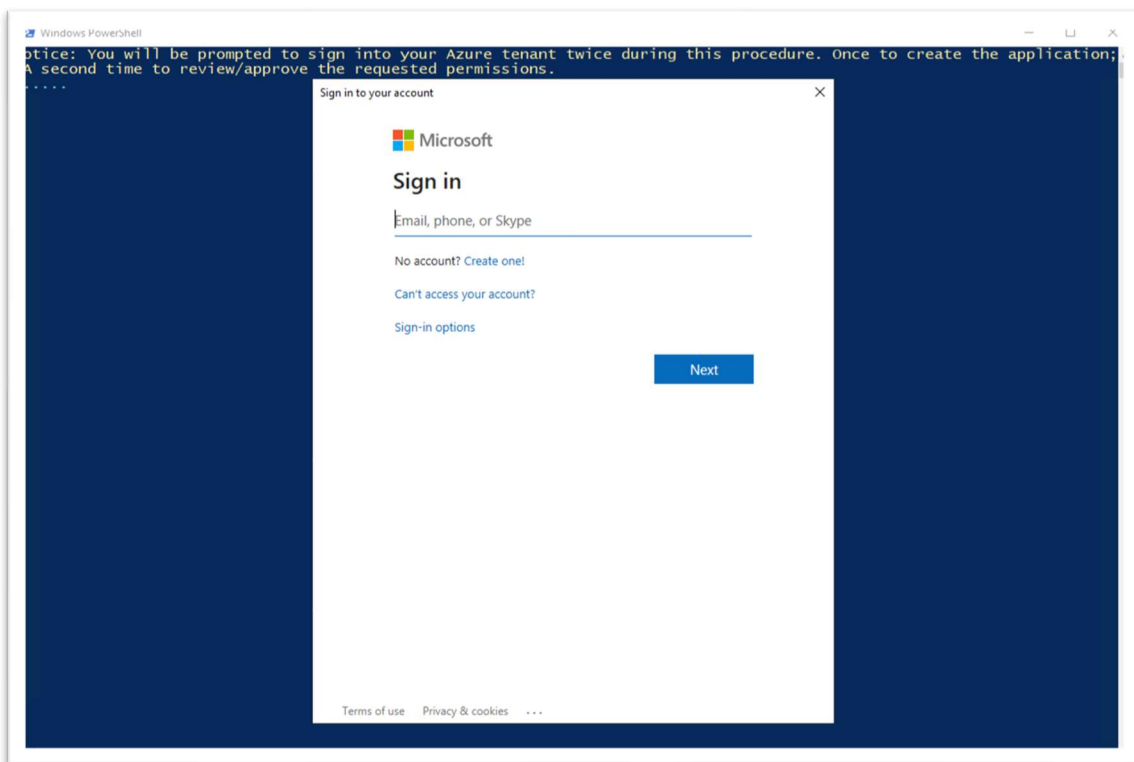 Windows PowerShell
otice: You will be prompted to sign into your Azure tenant twice during this procedure. Once to create the application;
A second time to review/approve the requested permissions.
.....
Sign in to your account
Microsoft
Sign in
Email, phone, or Skype
No account? Create one!
Can't access your account?
Sign-in options
Next
Terms of use Privacy & cookies ...